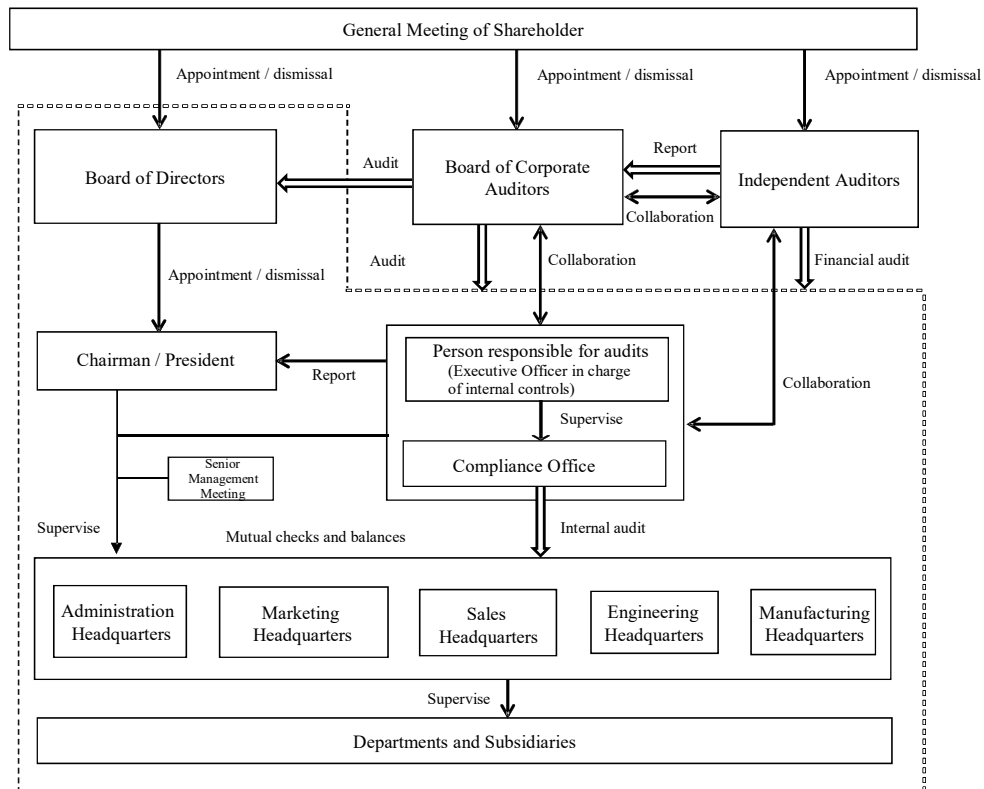 General Meeting of Shareholder
Appointment / dismissal
Appointment / dismissal
Appointment / dismissal
Board of Directors
Audit
Board of Corporate
Auditors
Report
Collaboration
Independent Auditors
Audit
Collaboration
Financial audit
Appointment / dismissal
Chairman / President
Report
Person responsible for audits
(Executive Officer in charge
of internal controls)
Supervise
Compliance Office
Collaboration
Senior
Management
Meeting
Supervise
Mutual checks and balances
Internal audit
Administration
Headquarters
Marketing
Headquarters
Sales
Headquarters
Engineering
Headquarters
Manufacturing
Headquarters
Supervise
Departments and Subsidiaries